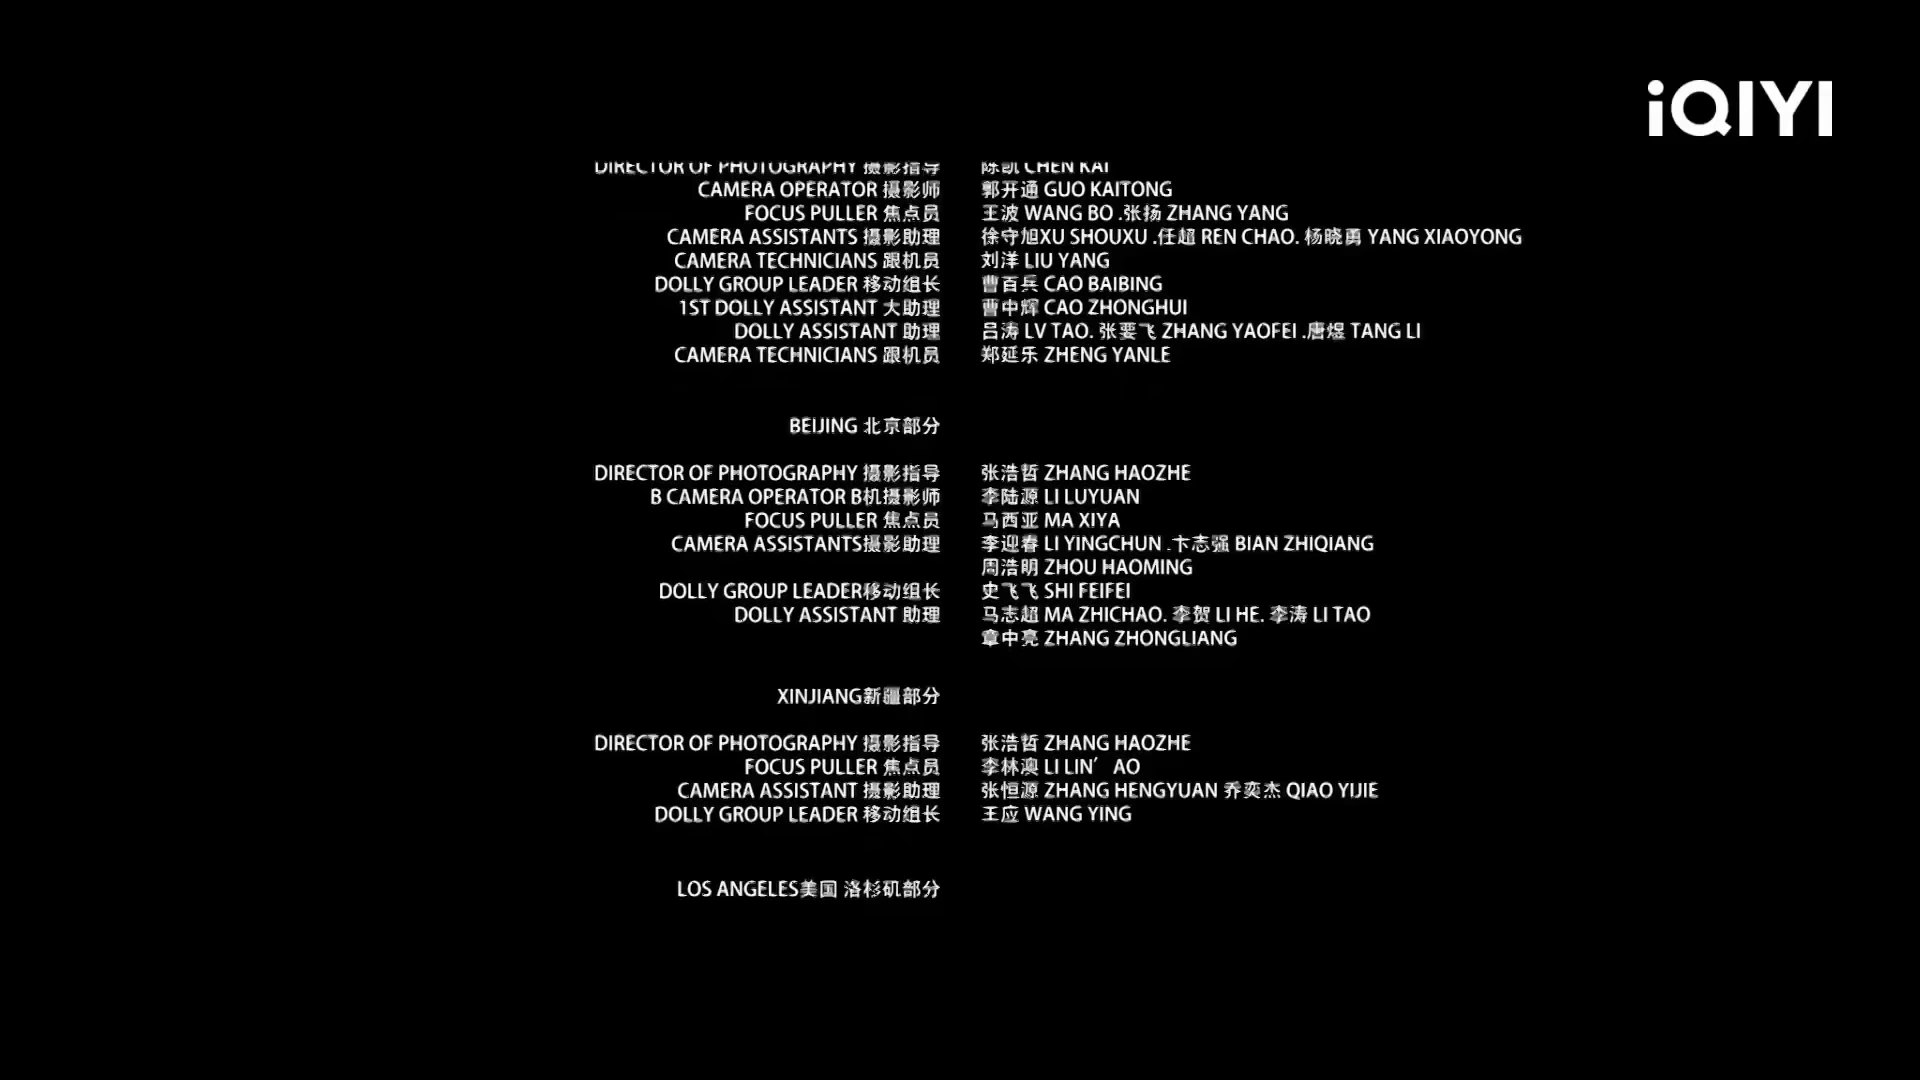 iQIYI
DIRECTOR OF PHOTOGRAPHY 摄影指导 陈凯 CHEN KAI
CAMERA OPERATOR 摄影师 郭开通 GUO KAITONG
FOCUS PULLER 焦点员 王波 WANG BO .张扬 ZHANG YANG
CAMERA ASSISTANTS 摄影助理 徐守旭XU SHOUXU .任超 REN CHAO. 杨晓勇 YANG XIAOYONG
CAMERA TECHNICIANS 跟机员 刘洋 LIU YANG
DOLLY GROUP LEADER 移动组长 曹百兵 CAO BAIBING
1ST DOLLY ASSISTANT 大助理 曹中辉 CAO ZHONGHUI
DOLLY ASSISTANT 助理 吕涛 LV TAO. 张要飞 ZHANG YAOFEI .唐煜 TANG LI
CAMERA TECHNICIANS 跟机员 郑延乐 ZHENG YANLE
BEIJING 北京部分
DIRECTOR OF PHOTOGRAPHY 摄影指导 张浩哲 ZHANG HAOZHE
B CAMERA OPERATOR B机摄影师 李陆源 LI LUYUAN
FOCUS PULLER 焦点员 马西亚 MA XIYA
CAMERA ASSISTANTS摄影助理 李迎春 LI YINGCHUN .卞志强 BIAN ZHIQIANG
周浩明 ZHOU HAOMING
DOLLY GROUP LEADER移动组长 史飞飞 SHI FEIFEI
DOLLY ASSISTANT 助理 马志超 MA ZHICHAO. 李贺 LI HE. 李涛 LI TAO
章中亮 ZHANG ZHONGLIANG
XINJIANG新疆部分
DIRECTOR OF PHOTOGRAPHY 摄影指导 张浩哲 ZHANG HAOZHE
FOCUS PULLER 焦点员 李林澳 LI LIN′ AO
CAMERA ASSISTANT 摄影助理 张恒源 ZHANG HENGYUAN 乔奕杰 QIAO YIJIE
DOLLY GROUP LEADER 移动组长 王应 WANG YING
LOS ANGELES美国 洛杉矶部分